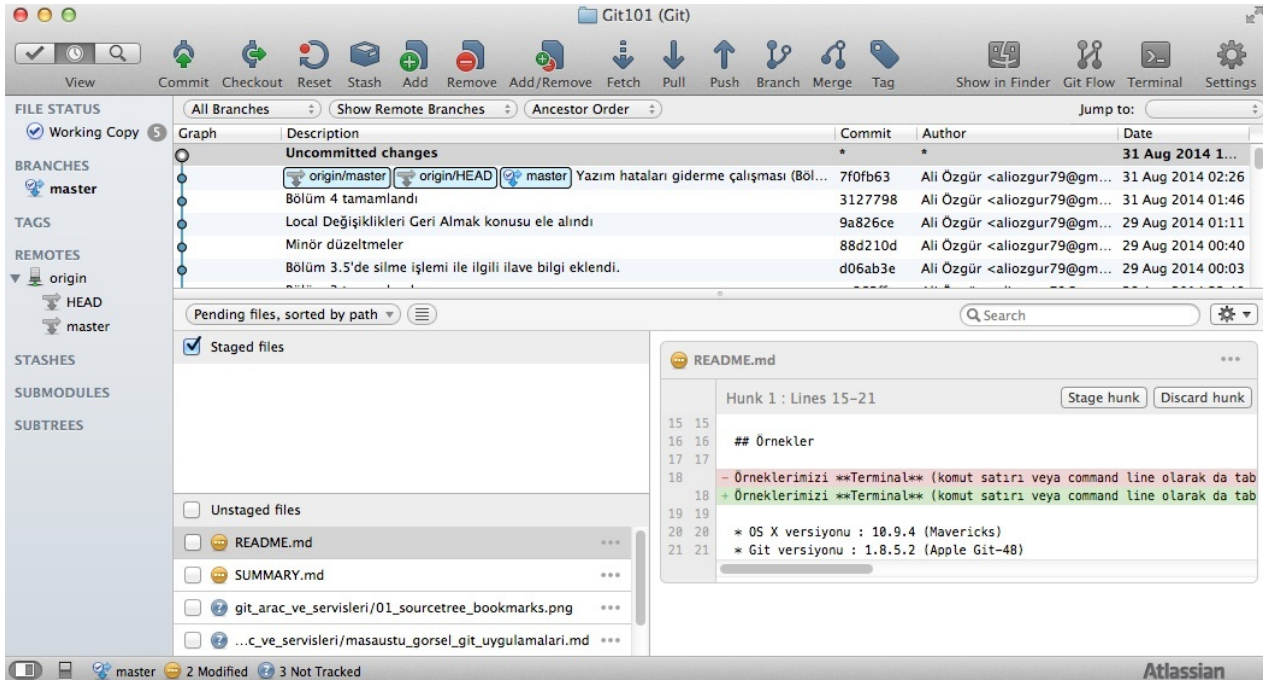 Git101 (Git)
View Commit Checkout Reset Stash Add Remove Add/Remove Fetch Pull Push Branch Merge Tag Show in Finder Git Flow Terminal Settings
FILE STATUS
Working Copy 5
BRANCHES
master
TAGS
REMOTES
origin
HEAD
master
STASHES
SUBMODULES
SUBTREES
All Branches Show Remote Branches Ancestor Order Jump to:
Graph Description Commit Author Date
Uncommitted changes * * 31 Aug 2014 1...
origin/master origin/HEAD master Yazım hataları giderme çalışması (Böl... 7f0fb63 Ali Özgür <aliozgur79@gm... 31 Aug 2014 02:26
Bölüm 4 tamamlandı 3127798 Ali Özgür <aliozgur79@gm... 31 Aug 2014 01:46
Local Değişiklikleri Geri Almak konusu ele alındı 9a826ce Ali Özgür <aliozgur79@gm... 29 Aug 2014 01:11
Minör düzeltmeler 88d210d Ali Özgür <aliozgur79@gm... 29 Aug 2014 00:40
Bölüm 3.5'de silme işlemi ile ilgili ilave bilgi eklendi. d06ab3e Ali Özgür <aliozgur79@gm... 29 Aug 2014 00:03
Pending files, sorted by path Search
Staged files
Unstaged files
README.md
SUMMARY.md
git_arac_ve_servisleri/01_sourcetree_bookmarks.png
...c_ve_servisleri/masaustu_gorsel_git_uygulamalari.md
README.md
Hunk 1 : Lines 15-21 Stage hunk Discard hunk
15 15
16 16 ## Örnekler
17 17
18 - Örneklerimizi **Terminal** (komut satırı veya command line olarak da tab
18 + Örneklerimizi **Terminal** (komut satırı veya command line olarak da tab
19 19
20 20 * OS X versiyonu : 10.9.4 (Mavericks)
21 21 * Git versiyonu : 1.8.5.2 (Apple Git-48)
master 2 Modified 3 Not Tracked Atlassian